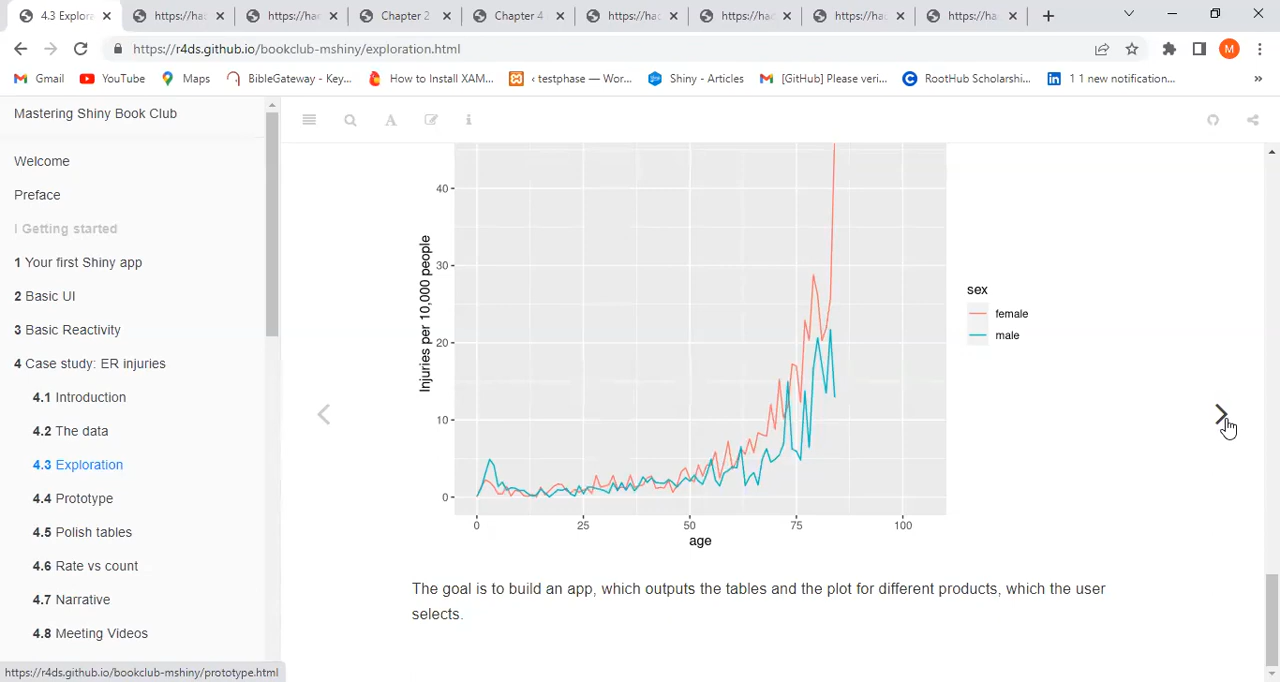 4.3 Explora
https://had
https://ha
Chapter 2
Chapter 4
https://ha
https://ha
https://ha
https://ha
https://r4ds.github.io/bookclub-mshiny/exploration.html
M
Gmail
YouTube
Maps
BibleGateway - Key...
How to Install XAM...
‹ testphase — Wor...
Shiny - Articles
[GitHub] Please veri...
RootHub Scholarshi...
1 1 new notification...
»
Mastering Shiny Book Club
Welcome
Preface
I Getting started
1 Your first Shiny app
2 Basic UI
3 Basic Reactivity
4 Case study: ER injuries
4.1 Introduction
4.2 The data
4.3 Exploration
4.4 Prototype
4.5 Polish tables
4.6 Rate vs count
4.7 Narrative
4.8 Meeting Videos
https://r4ds.github.io/bookclub-mshiny/prototype.html
Injuries per 10,000 people
40
30
20
10
0
0 25 50 75 100
age
sex
female
male
The goal is to build an app, which outputs the tables and the plot for different products, which the user
selects.